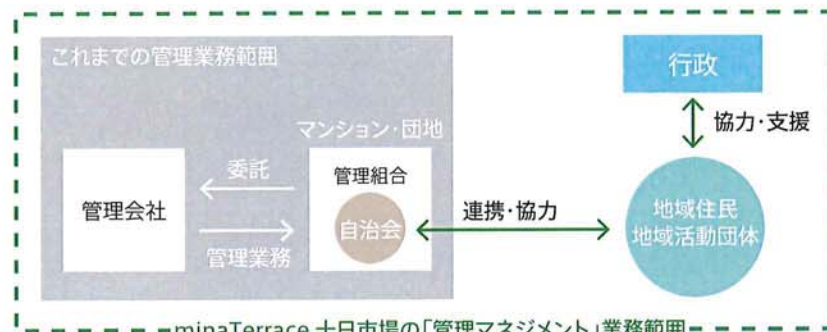 これまでの管理業務範囲
行政
マンション・団地
協力・支援
委託
管理組合
管理会社
自治会
連携・協力
地域住民
地域活動団体
管理業務
minaTerrace 十日市場の「管理マネジメント」業務範囲